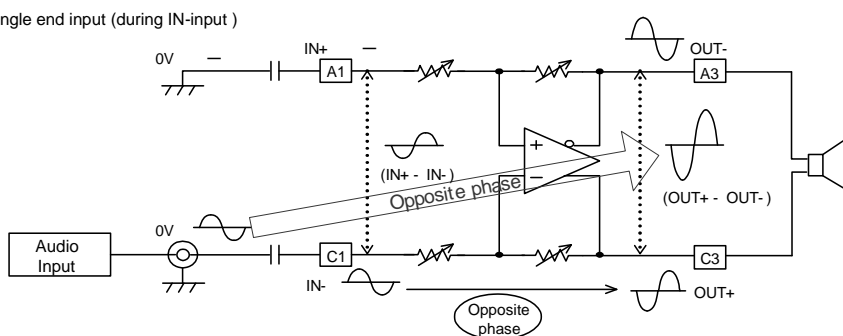 ngle end input (during IN-input )
0V
IN+
A1
OUT-
A3
+
−
(IN+ - IN-)
Opposite phase
(OUT+ - OUT- )
0V
Audio
Input
C1
IN-
C3
OUT+
Opposite
phase